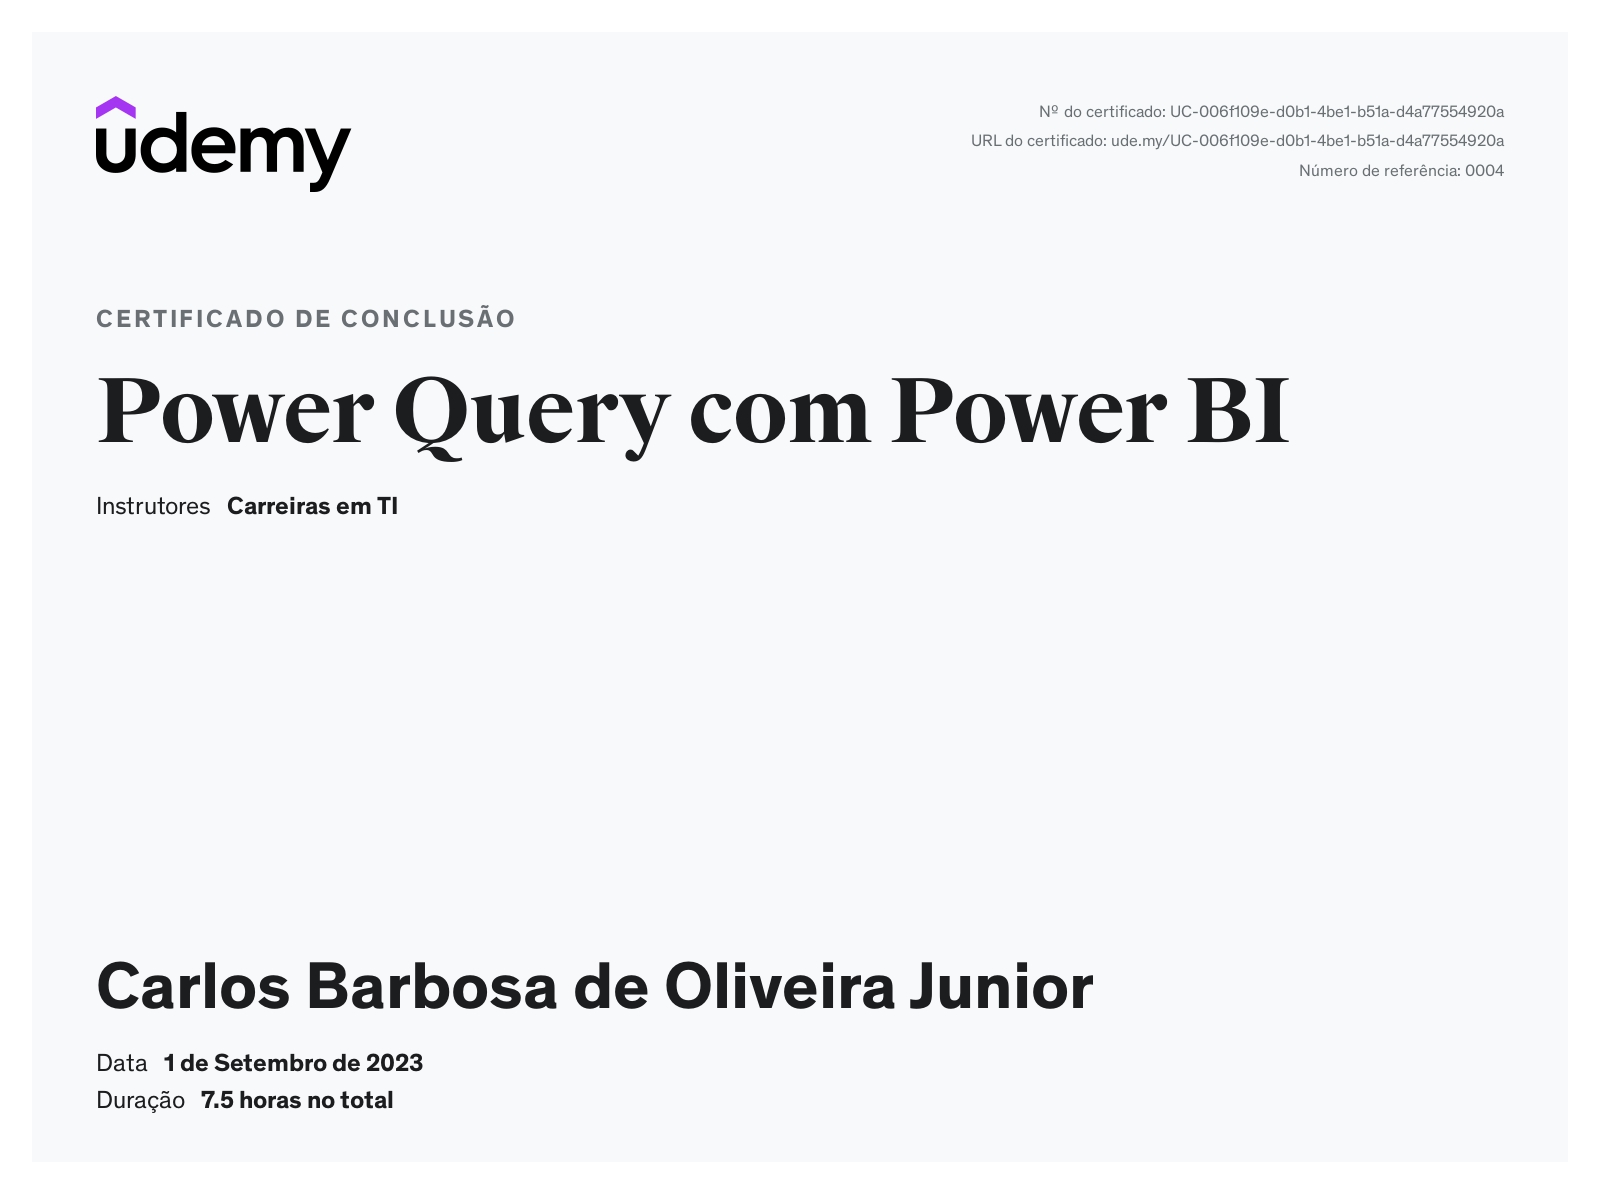 udemy
Nº do certificado: UC-006f109e-d0b1-4be1-b51a-d4a77554920a
URL do certificado: ude.my/UC-006f109e-d0b1-4be1-b51a-d4a77554920a
Número de referência: 0004
CERTIFICADO DE CONCLUSÃO
Power Query com Power BI
Instrutores Carreiras em TI
Carlos Barbosa de Oliveira Junior
Data 1 de Setembro de 2023
Duração 7.5 horas no total